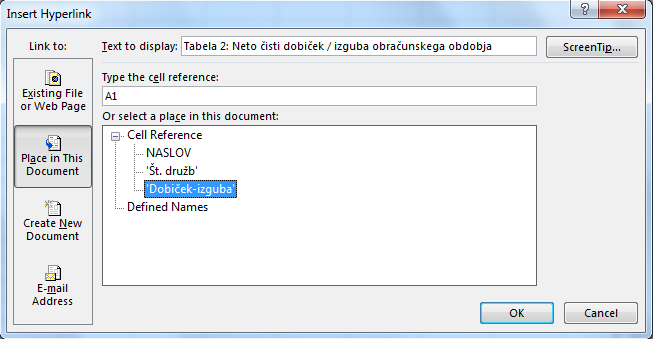 Insert Hyperlink
Link to:
Text to display:
Tabela 2: Neto čisti dobiček / izguba obračunskega obdobja
ScreenTip...
Existing File
or Web Page
Place in This
Document
Create New
Document
E-mail
Address
Type the cell reference:
A1
Or select a place in this document:
Cell Reference
NASLOV
'Št. družb'
'Dobiček-izguba'
Defined Names
OK
Cancel